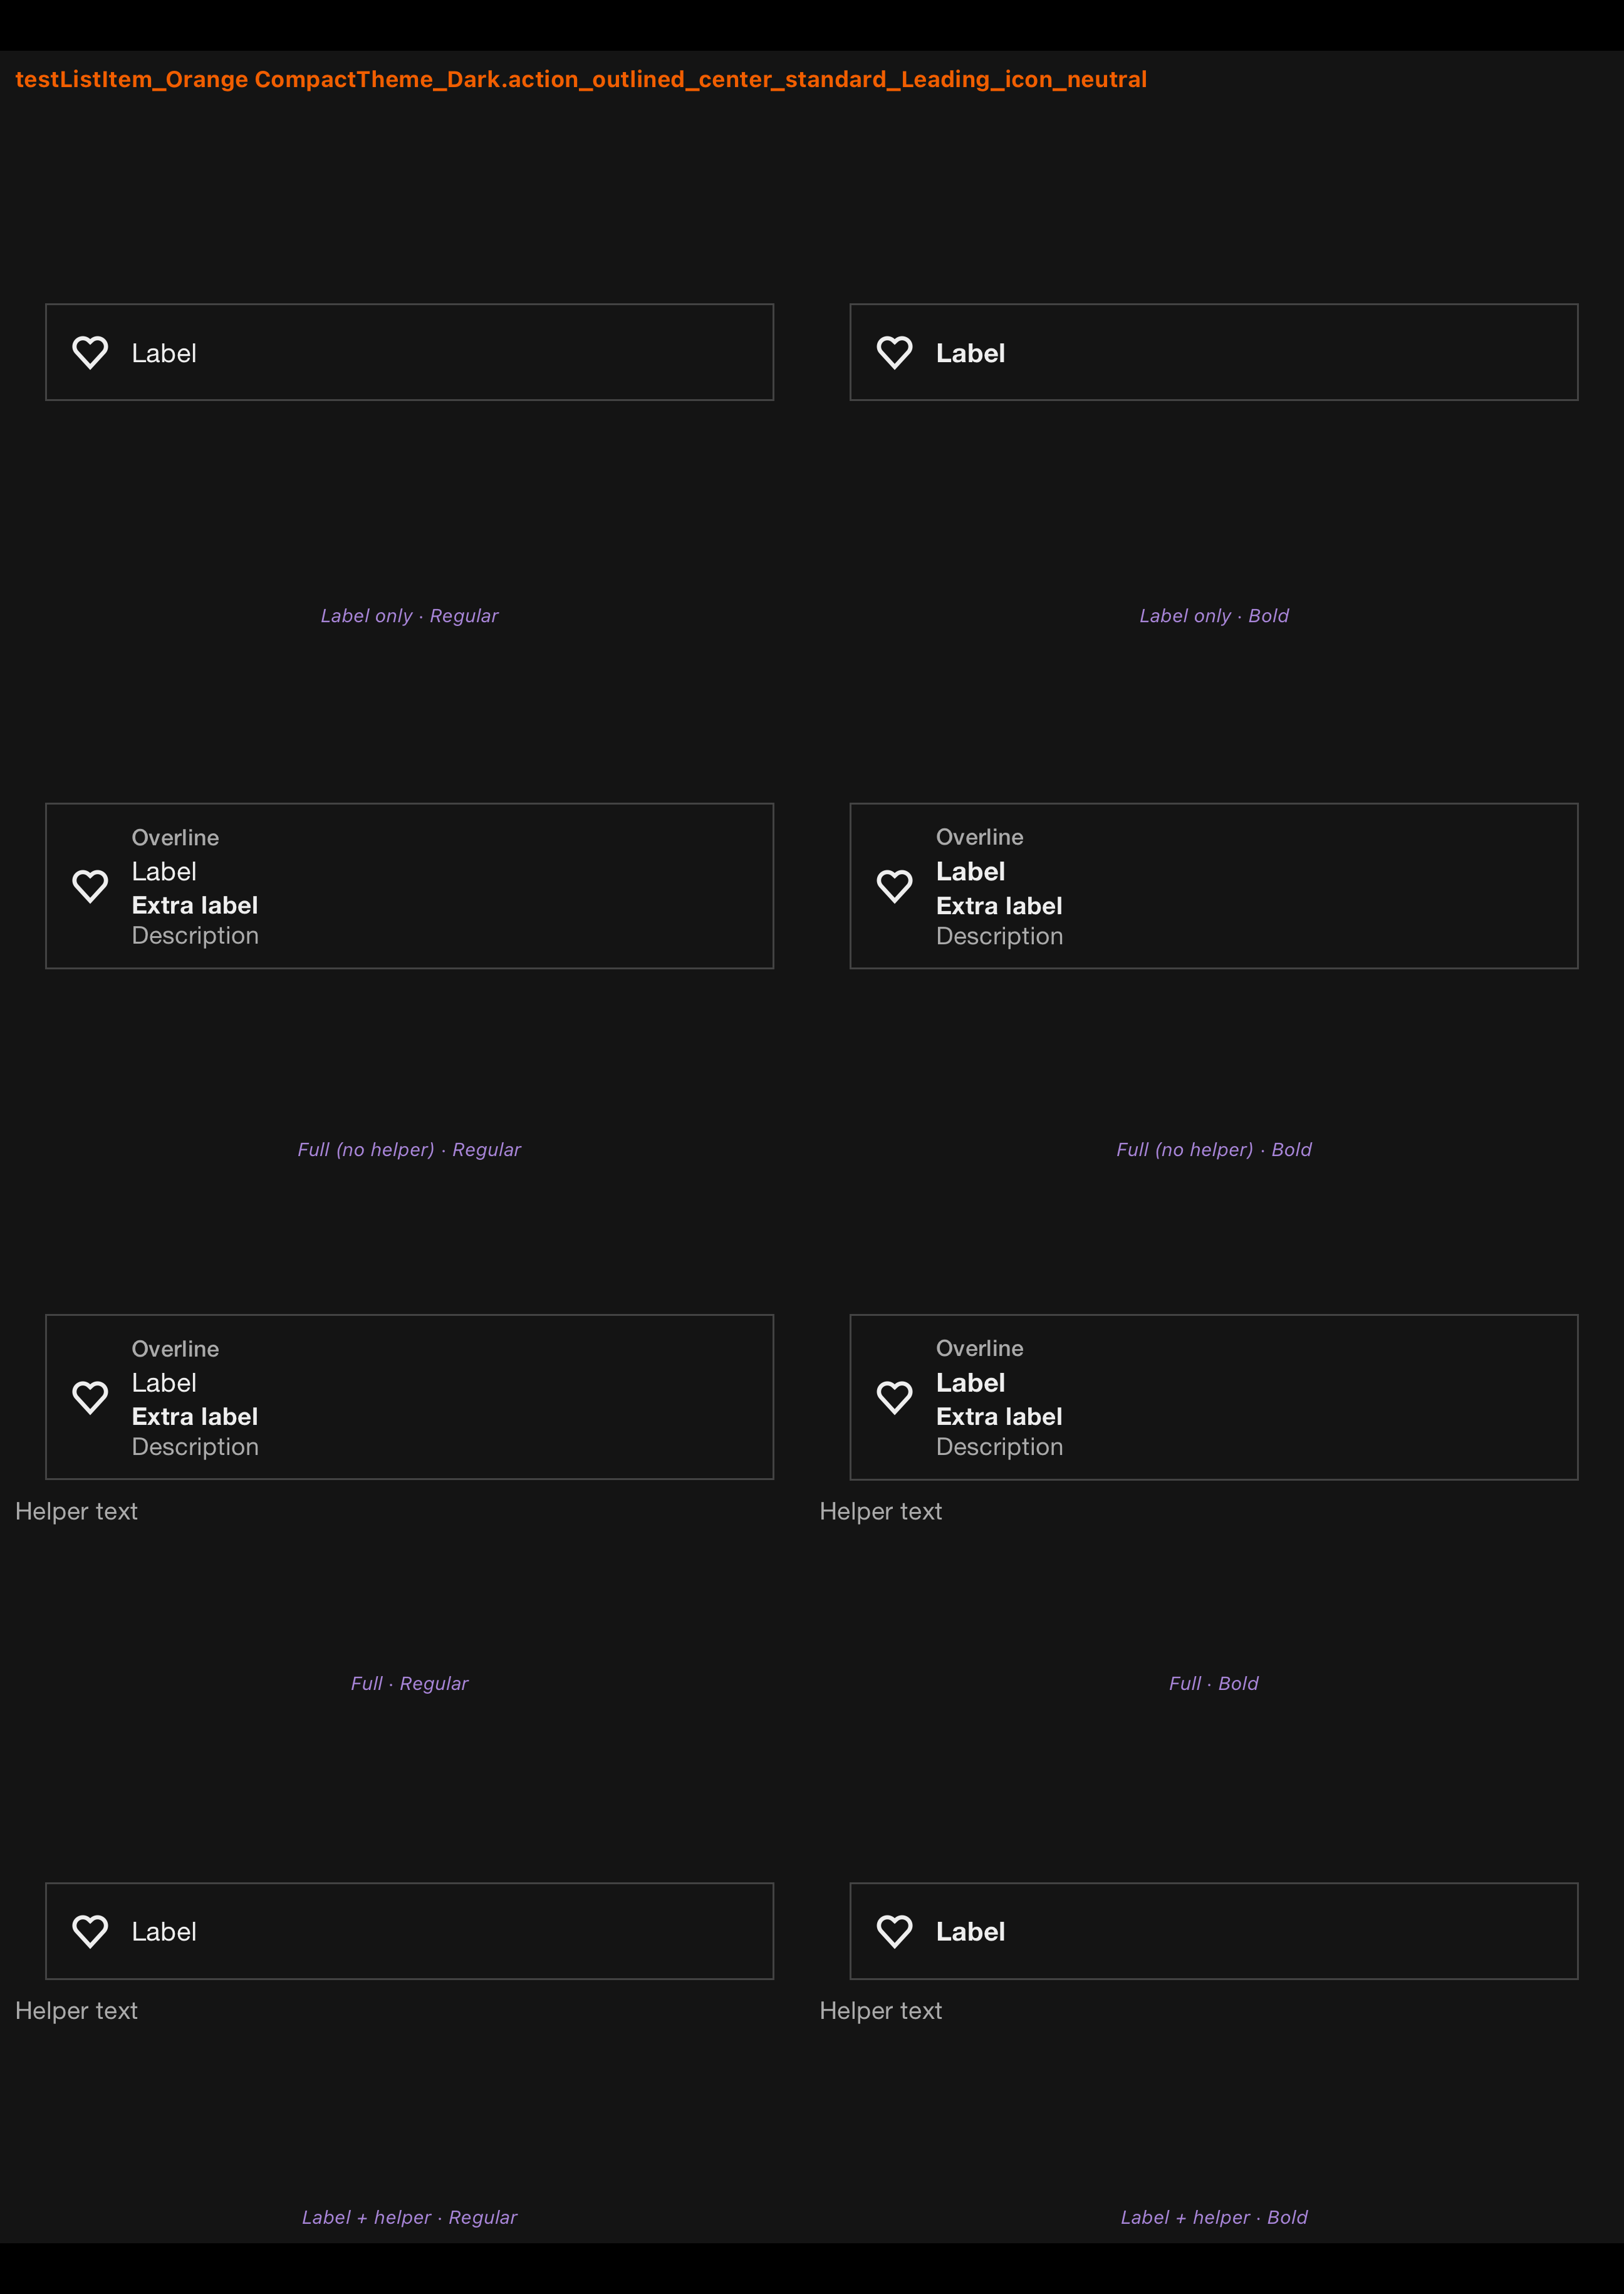 testListItem_Orange CompactTheme_Dark.action_outlined_center_standard_Leading_icon_neutral
Label
Label
Label only · Regular
Label only · Bold
Overline
Label
Extra label
Description
Overline
Label
Extra label
Description
Full (no helper) · Regular
Full (no helper) · Bold
Overline
Label
Extra label
Description
Helper text
Overline
Label
Extra label
Description
Helper text
Full · Regular
Full · Bold
Label
Helper text
Label
Helper text
Label + helper · Regular
Label + helper · Bold